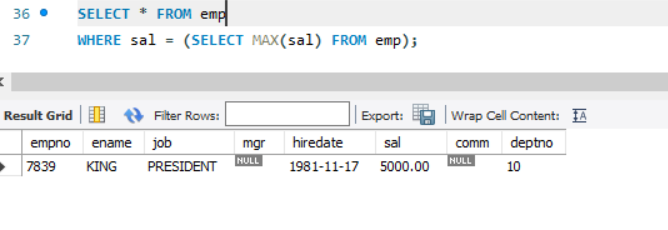 36 SELECT * FROM emp
37 WHERE sal = (SELECT MAX(sal) FROM emp);
Result Grid Filter Rows: Export: Wrap Cell Content: IA
empno ename job mgr hiredate sal comm deptno
7839 KING PRESIDENT NULL 1981-11-17 5000.00 NULL 10